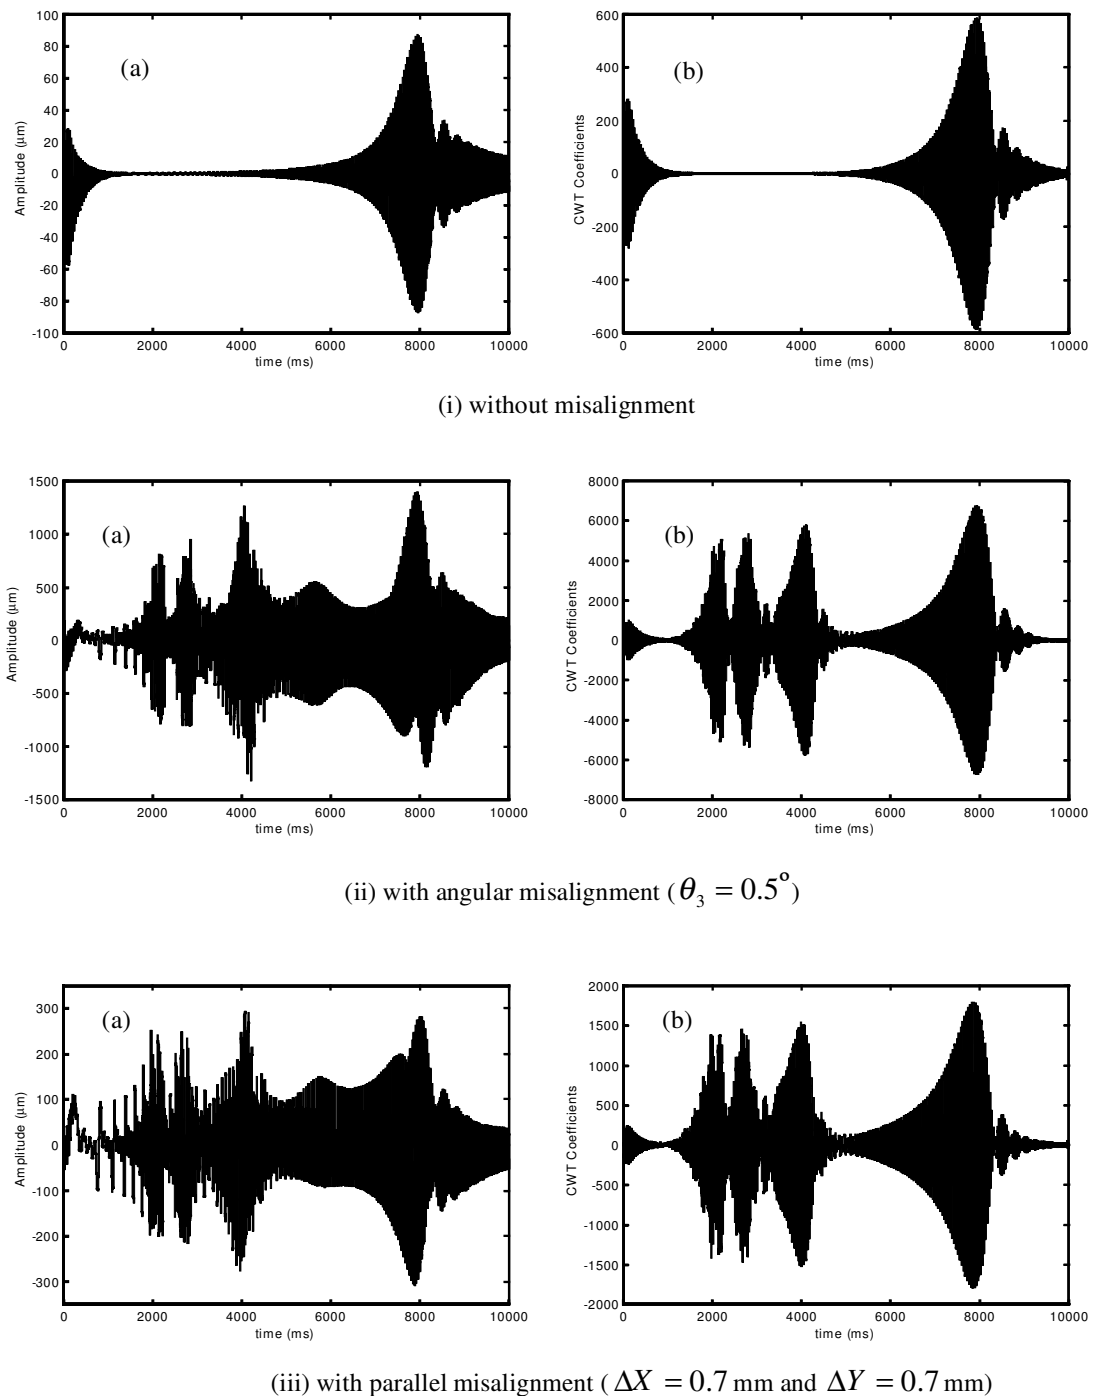 100
80
60
40
20
0
-20
-40
-60
-80
-100
Amplitude (µm)
(a)
0 2000 4000 6000 8000 10000
time (ms)
600
400
200
0
-200
-400
-600
CWT Coefficients
(b)
0 2000 4000 6000 8000 10000
time (ms)
(i) without misalignment
1500
1000
500
0
-500
-1000
-1500
Amplitude (µm)
(a)
0 2000 4000 6000 8000 10000
time (ms)
8000
6000
4000
2000
0
-2000
-4000
-6000
-8000
CWT Coefficients
(b)
0 2000 4000 6000 8000 10000
time (ms)
(ii) with angular misalignment ( θ₃ = 0.5° )
300
200
100
0
-100
-200
-300
Amplitude (µm)
(a)
0 2000 4000 6000 8000 10000
time (ms)
2000
1500
1000
500
0
-500
-1000
-1500
-2000
CWT Coefficients
(b)
0 2000 4000 6000 8000 10000
time (ms)
(iii) with parallel misalignment ( ΔX = 0.7 mm and ΔY = 0.7 mm)